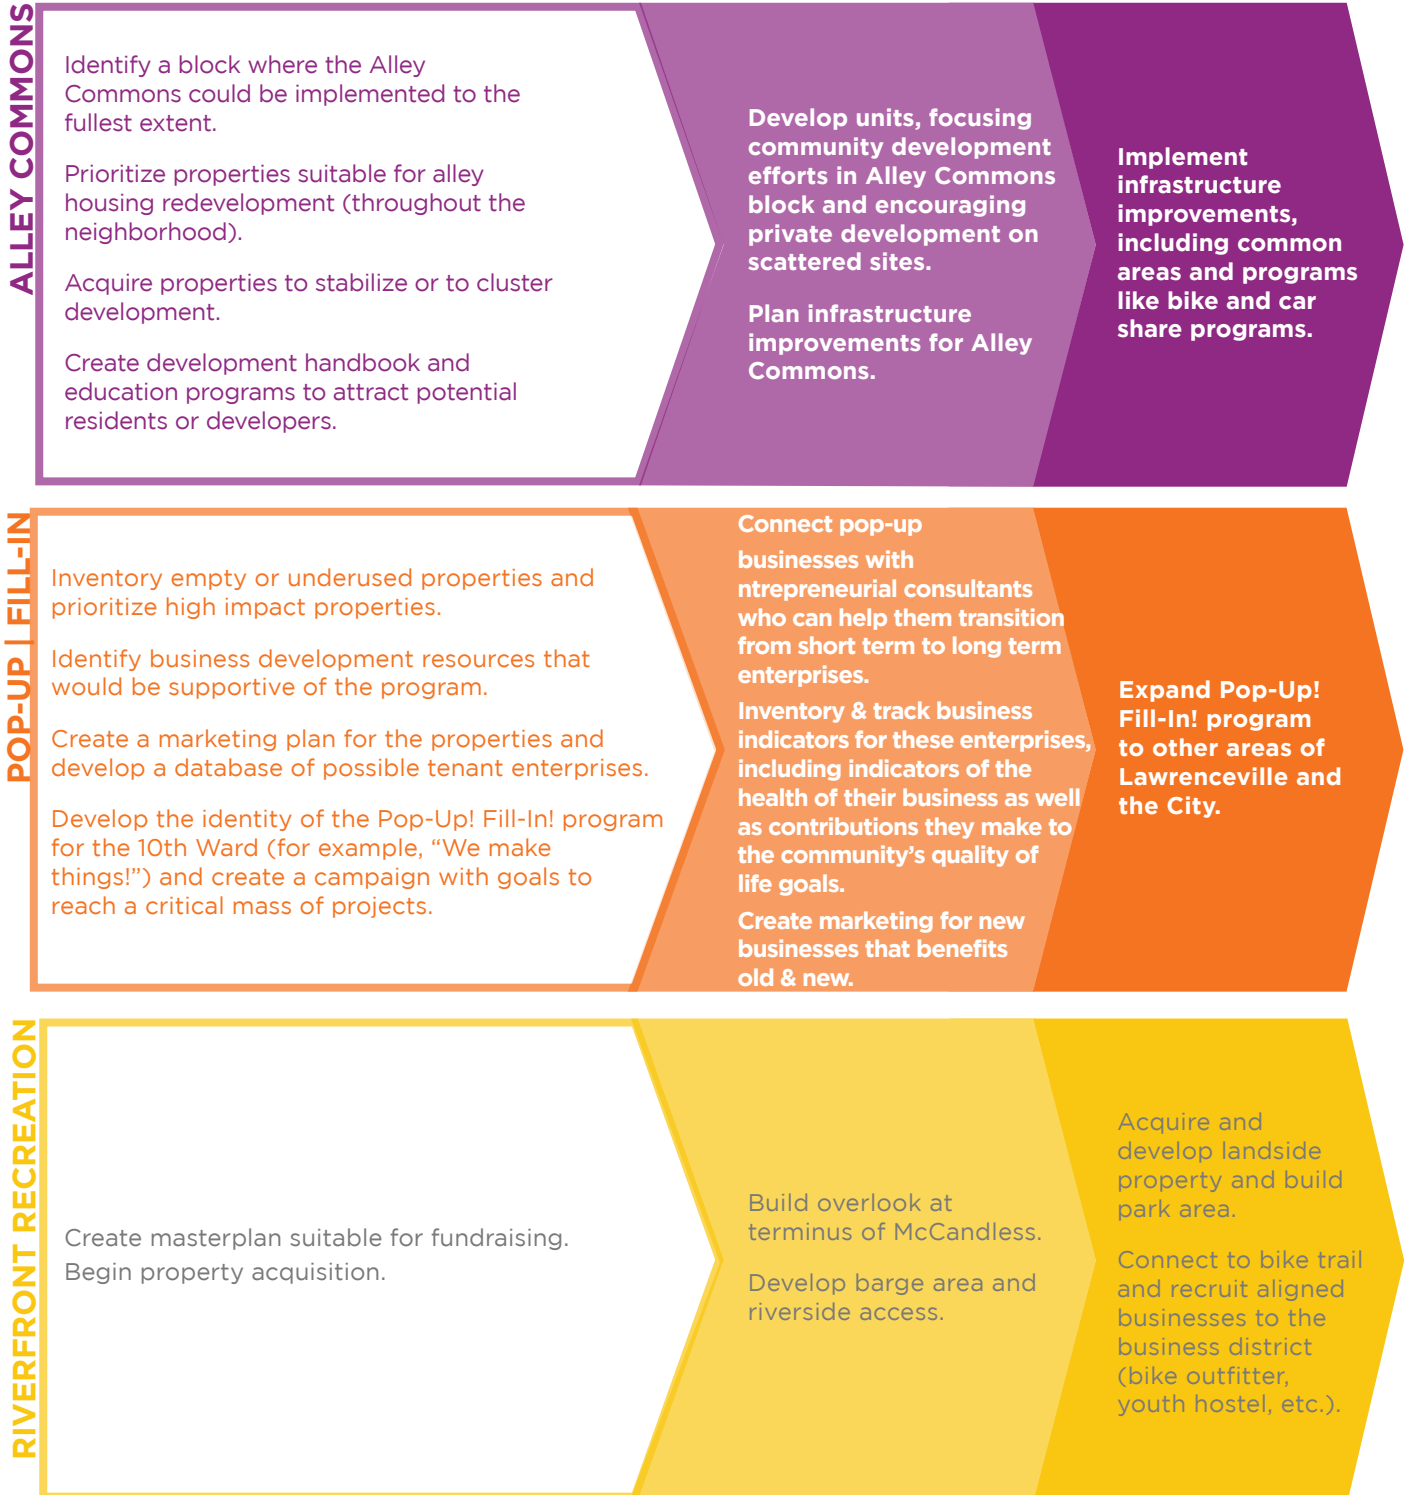 ALLEY COMMONS
Identify a block where the Alley
Commons could be implemented to the
fullest extent.
Prioritize properties suitable for alley
housing redevelopment (throughout the
neighborhood).
Acquire properties to stabilize or to cluster
development.
Create development handbook and
education programs to attract potential
residents or developers.
Develop units, focusing
community development
efforts in Alley Commons
block and encouraging
private development on
scattered sites.
Plan infrastructure
improvements for Alley
Commons.
Implement
infrastructure
improvements,
including common
areas and programs
like bike and car
share programs.
POP-UP | FILL-IN
Inventory empty or underused properties and
prioritize high impact properties.
Identify business development resources that
would be supportive of the program.
Create a marketing plan for the properties and
develop a database of possible tenant enterprises.
Develop the identity of the Pop-Up! Fill-In! program
for the 10th Ward (for example, “We make
things!”) and create a campaign with goals to
reach a critical mass of projects.
Connect pop-up
businesses with
ntrepreneurial consultants
who can help them transition
from short term to long term
enterprises.
Inventory & track business
indicators for these enterprises,
including indicators of the
health of their business as well
as contributions they make to
the community’s quality of
life goals.
Create marketing for new
businesses that benefits
old & new.
Expand Pop-Up!
Fill-In! program
to other areas of
Lawrenceville and
the City.
RIVERFRONT RECREATION
Create masterplan suitable for fundraising.
Begin property acquisition.
Build overlook at
terminus of McCandless.
Develop barge area and
riverside access.
Acquire and
develop landside
property and build
park area.
Connect to bike trail
and recruit aligned
businesses to the
business district
(bike outfitter,
youth hostel, etc.).